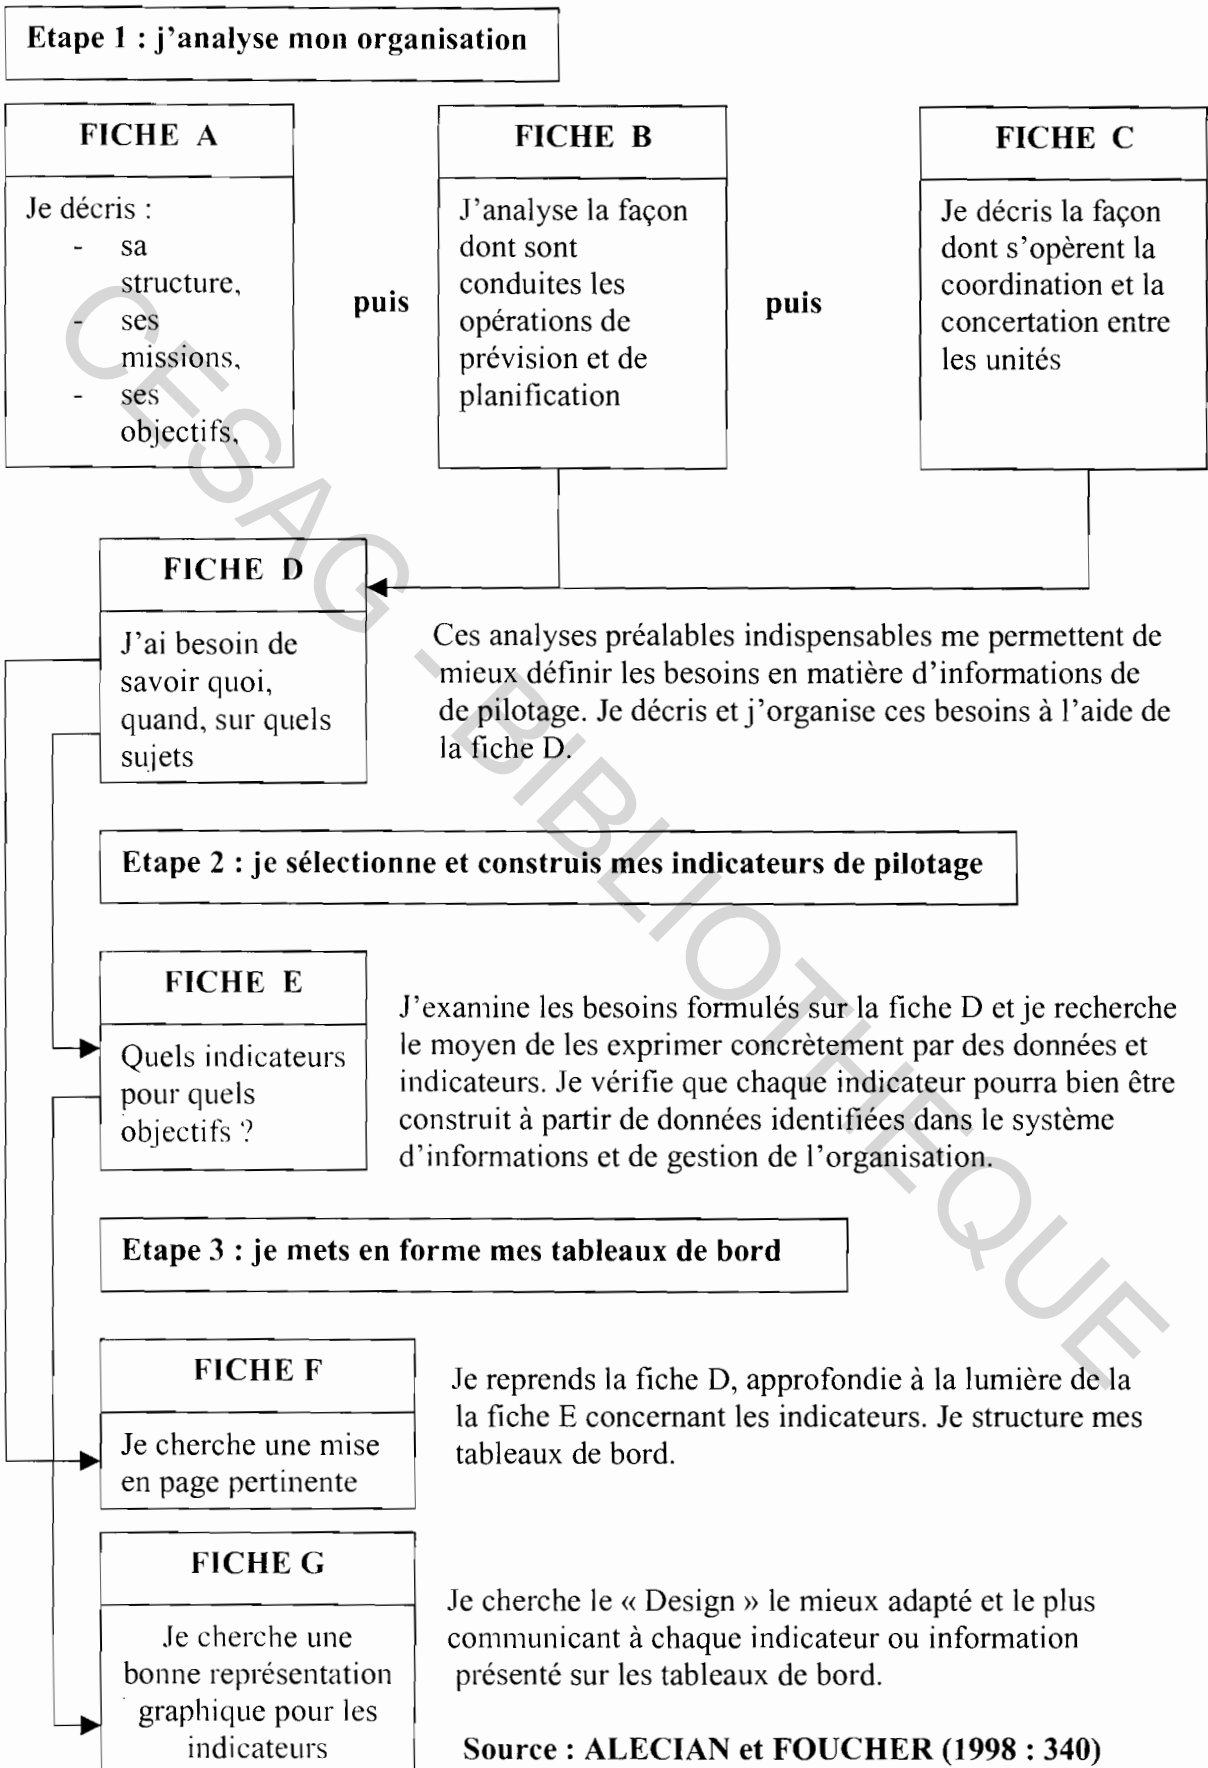 Etape 1 : j'analyse mon organisation
FICHE A
Je décris :
- sa
structure,
- ses
missions,
- ses
objectifs,
puis
FICHE B
J'analyse la façon
dont sont
conduites les
opérations de
prévision et de
planification
puis
FICHE C
Je décris la façon
dont s'opèrent la
coordination et la
concertation entre
les unités
FICHE D
J'ai besoin de
savoir quoi,
quand, sur quels
sujets
Ces analyses préalables indispensables me permettent de
mieux définir les besoins en matière d'informations de
de pilotage. Je décris et j'organise ces besoins à l'aide de
la fiche D.
Etape 2 : je sélectionne et construis mes indicateurs de pilotage
FICHE E
Quels indicateurs
pour quels
objectifs ?
J'examine les besoins formulés sur la fiche D et je recherche
le moyen de les exprimer concrètement par des données et
indicateurs. Je vérifie que chaque indicateur pourra bien être
construit à partir de données identifiées dans le système
d'informations et de gestion de l'organisation.
Etape 3 : je mets en forme mes tableaux de bord
FICHE F
Je cherche une mise
en page pertinente
Je reprends la fiche D, approfondie à la lumière de la
la fiche E concernant les indicateurs. Je structure mes
tableaux de bord.
FICHE G
Je cherche une
bonne représentation
graphique pour les
indicateurs
Je cherche le « Design » le mieux adapté et le plus
communicant à chaque indicateur ou information
présenté sur les tableaux de bord.
Source : ALECIAN et FOUCHER (1998 : 340)
CESAG - BIBLIOTHEQUE